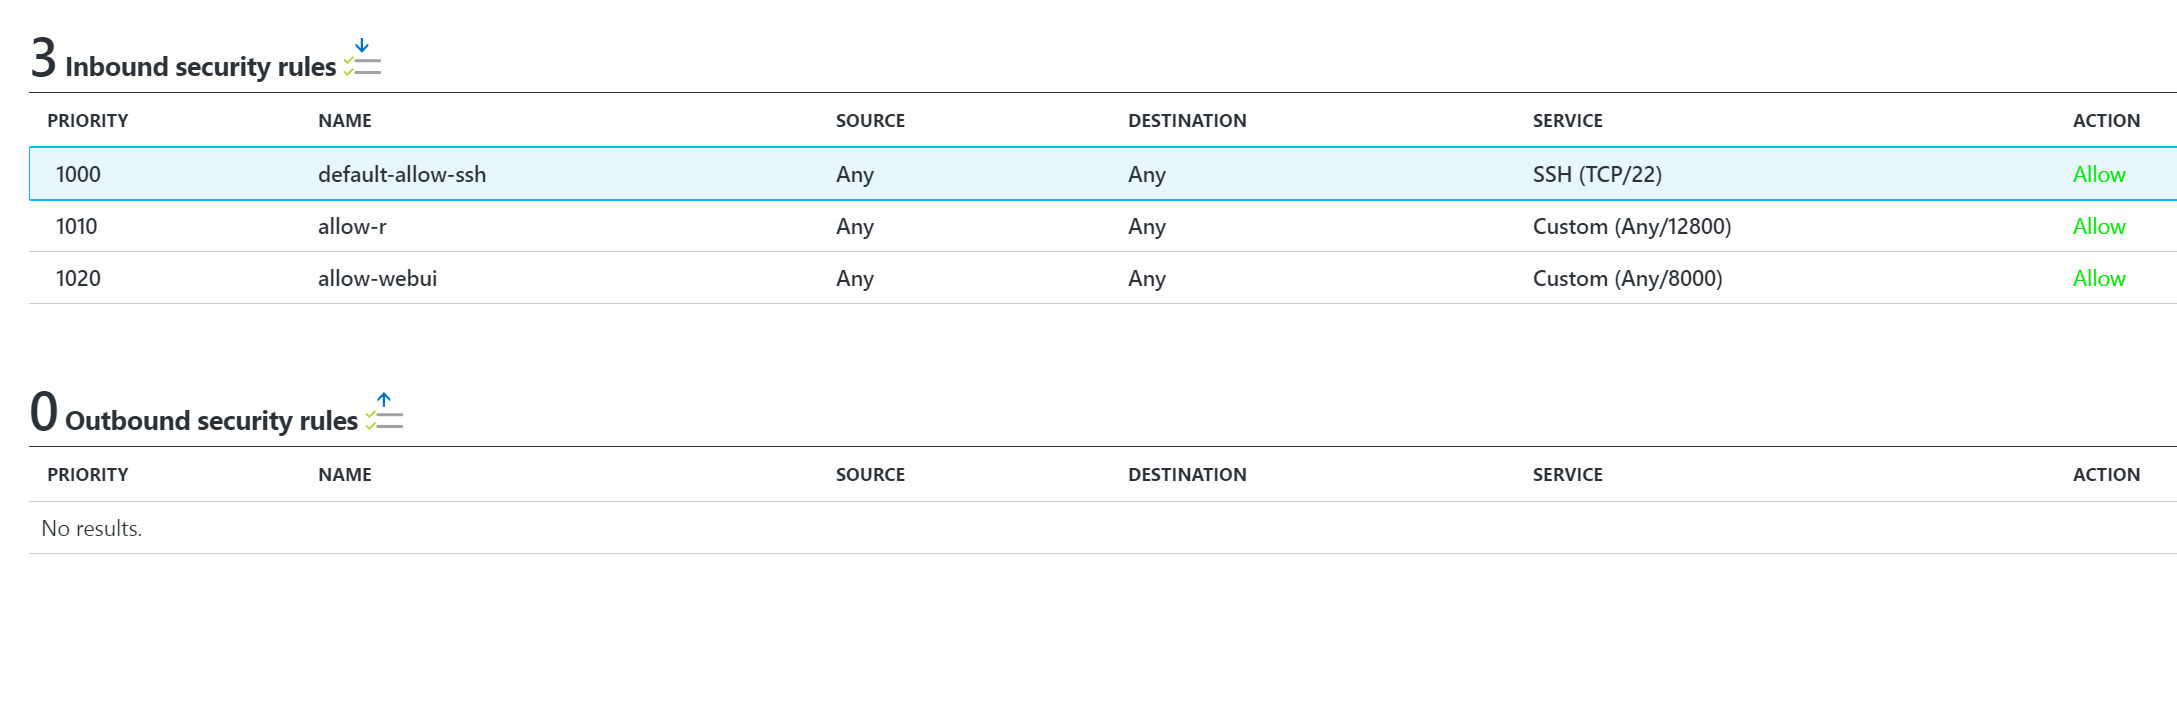 3 Inbound security rules
PRIORITY NAME SOURCE DESTINATION SERVICE ACTION
1000 default-allow-ssh Any Any SSH (TCP/22) Allow
1010 allow-r Any Any Custom (Any/12800) Allow
1020 allow-webui Any Any Custom (Any/8000) Allow
0 Outbound security rules
PRIORITY NAME SOURCE DESTINATION SERVICE ACTION
No results.